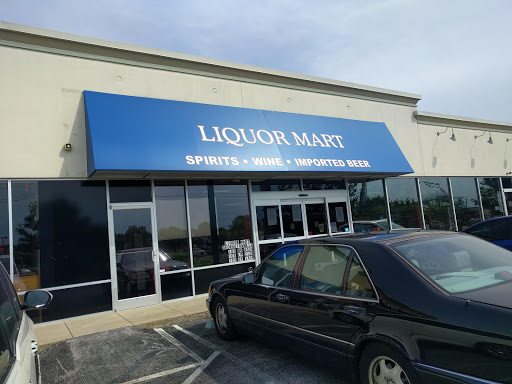 LIQUOR MART
SPIRITS • WINE • IMPORTED BEER